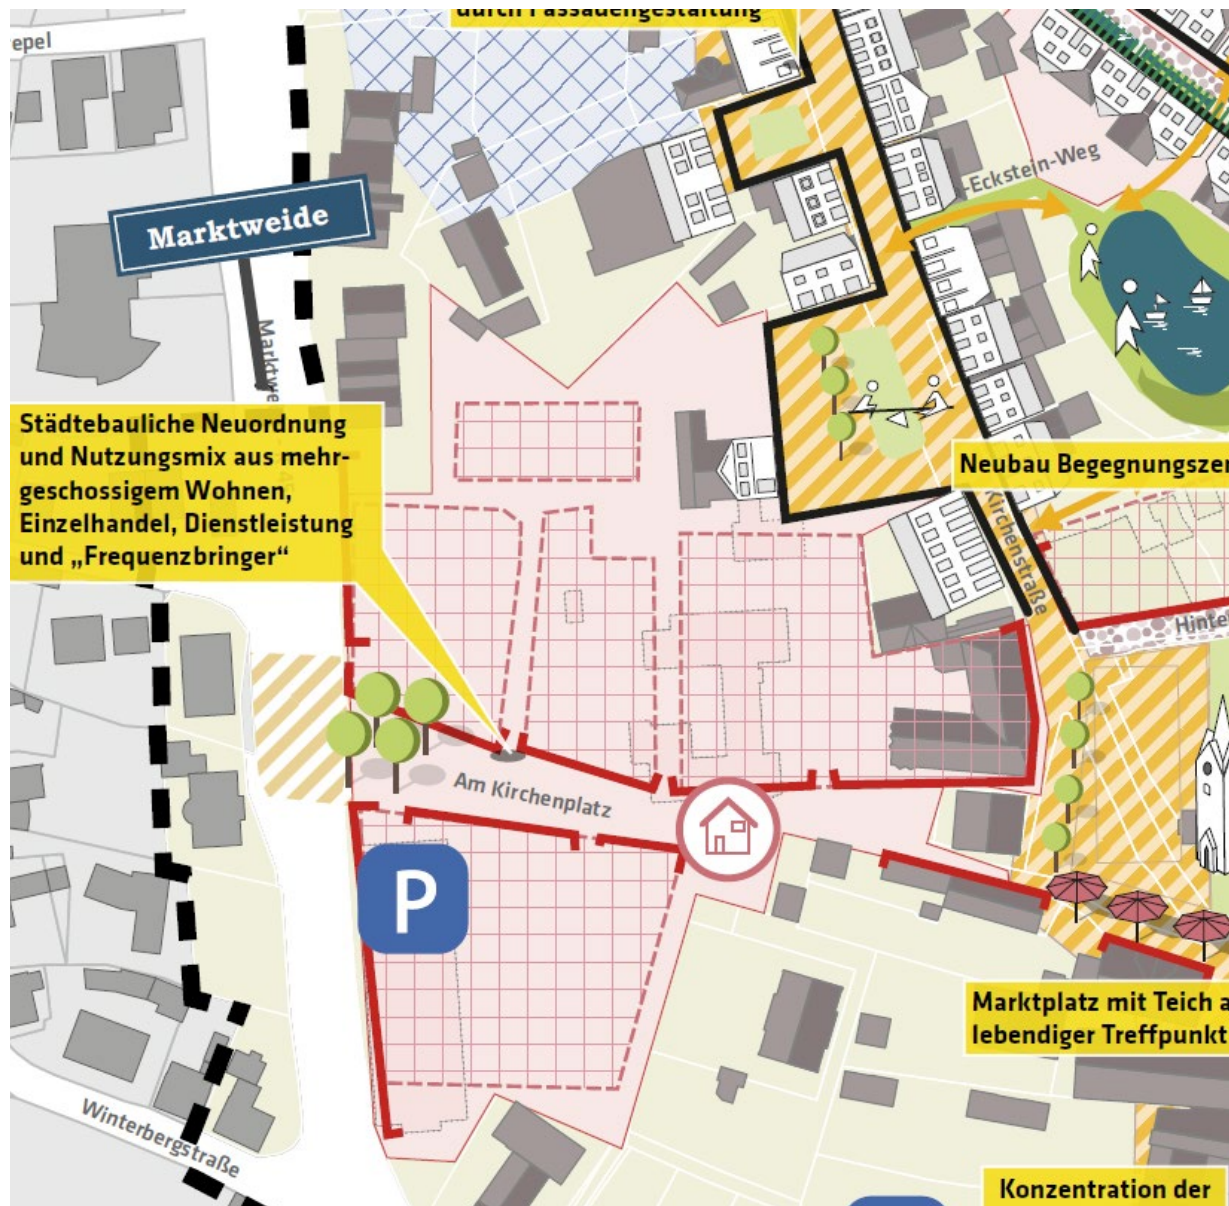 durch Fassadengestaltung
epel
-Eckstein-Weg
Marktweide
Städtebauliche Neuordnung
und Nutzungsmix aus mehr-
geschossigem Wohnen,
Einzelhandel, Dienstleistung
und „Frequenzbringer“
Neubau Begegnungszen
Kirchenstraße
Hinte
Am Kirchenplatz
P
Marktplatz mit Teich a
lebendiger Treffpunkt
Winterbergstraße
Konzentration der